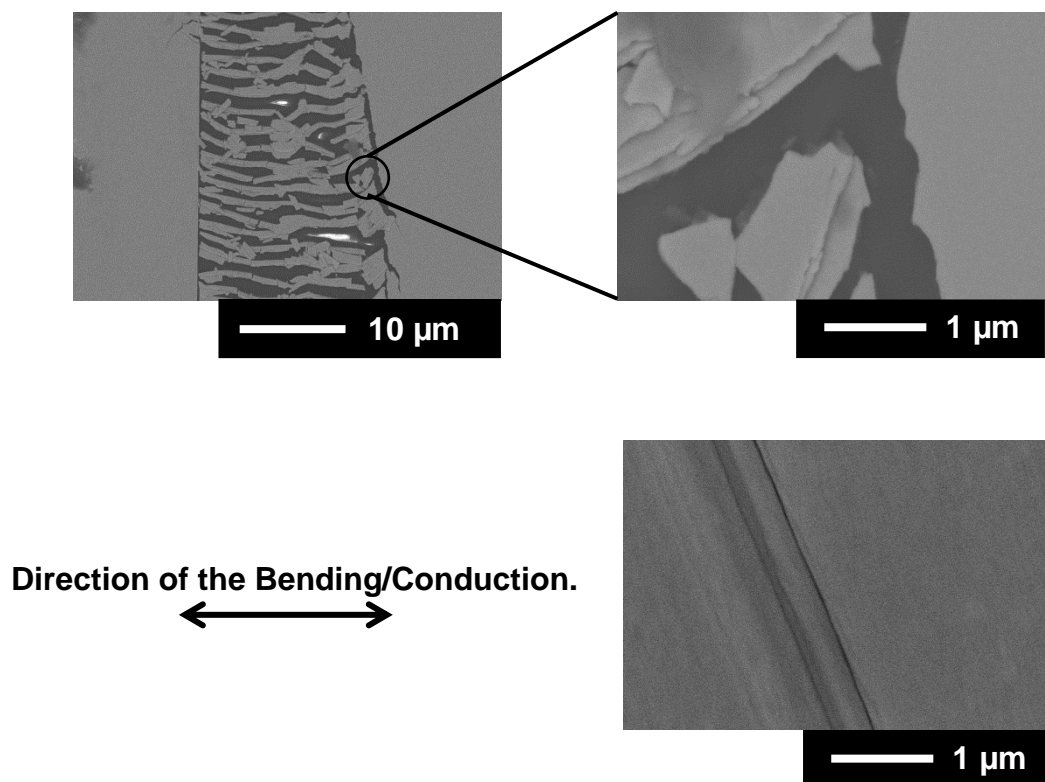 10 µm
1 µm
Direction of the Bending/Conduction.
1 µm